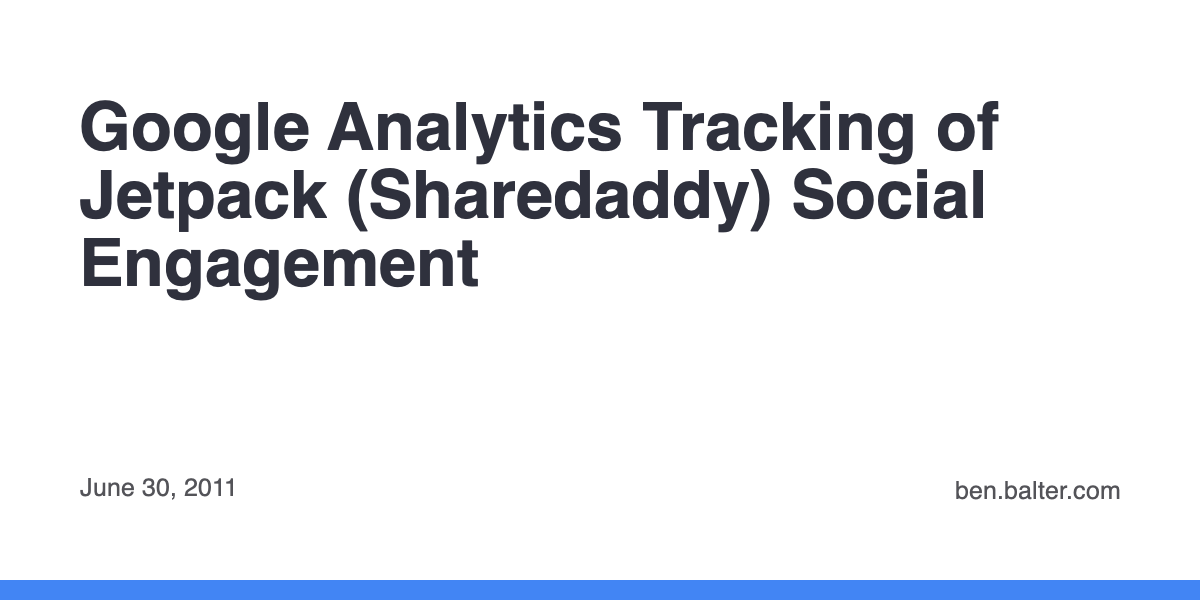 Google Analytics Tracking of
Jetpack (Sharedaddy) Social
Engagement
June 30, 2011
ben.balter.com